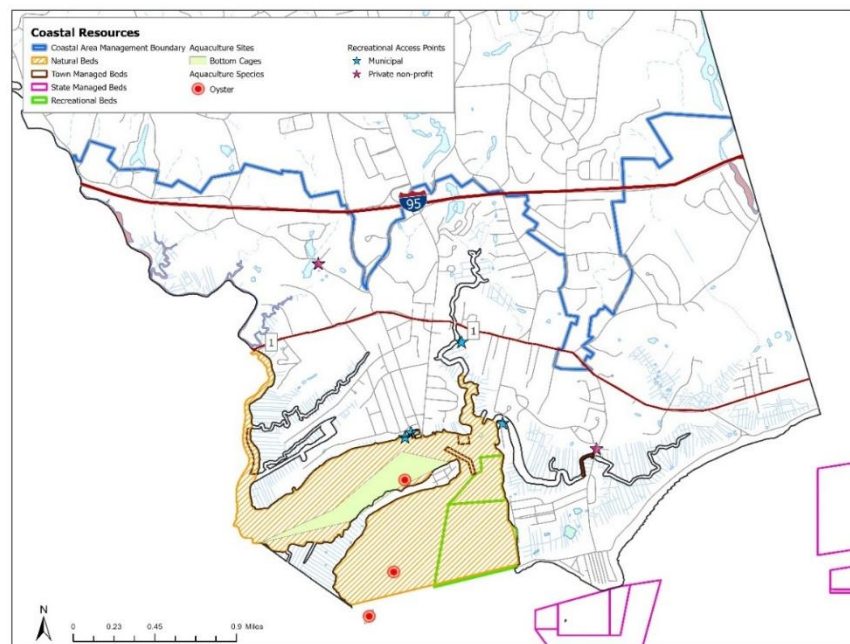 Coastal Resources
Coastal Area Management Boundary
Natural Beds
Town Managed Beds
State Managed Beds
Recreational Beds
Aquaculture Sites
Bottom Cages
Aquaculture Species
Oyster
Recreational Access Points
Municipal
Private non-profit
95
1
1
N
0 0.23 0.45 0.9 Miles